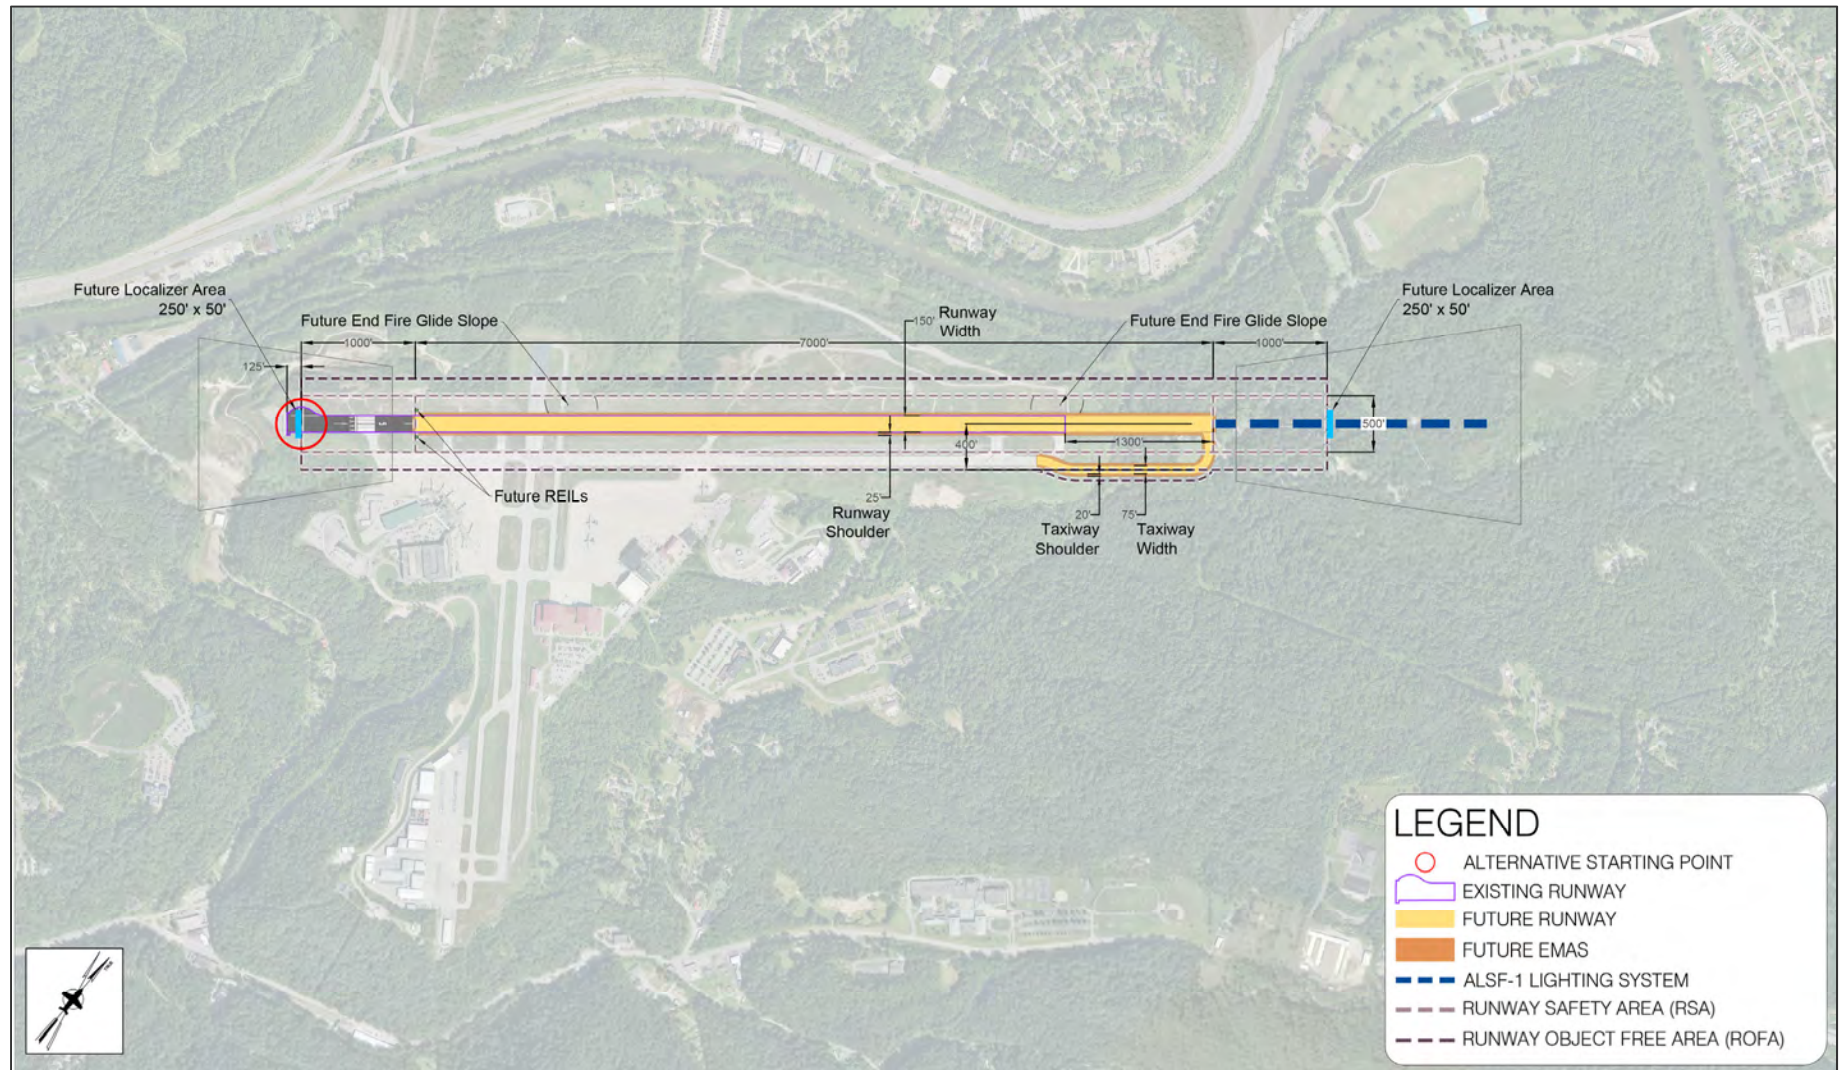 Future Localizer Area
250' x 50'
Future End Fire Glide Slope
150'
Runway
Width
Future End Fire Glide Slope
Future Localizer Area
250' x 50'
1000'
7000'
1000'
125'
500'
400'
1300'
Future REILs
25'
Runway
Shoulder
20'
Taxiway
Shoulder
75'
Taxiway
Width
LEGEND
ALTERNATIVE STARTING POINT
EXISTING RUNWAY
FUTURE RUNWAY
FUTURE EMAS
ALSF-1 LIGHTING SYSTEM
RUNWAY SAFETY AREA (RSA)
RUNWAY OBJECT FREE AREA (ROFA)